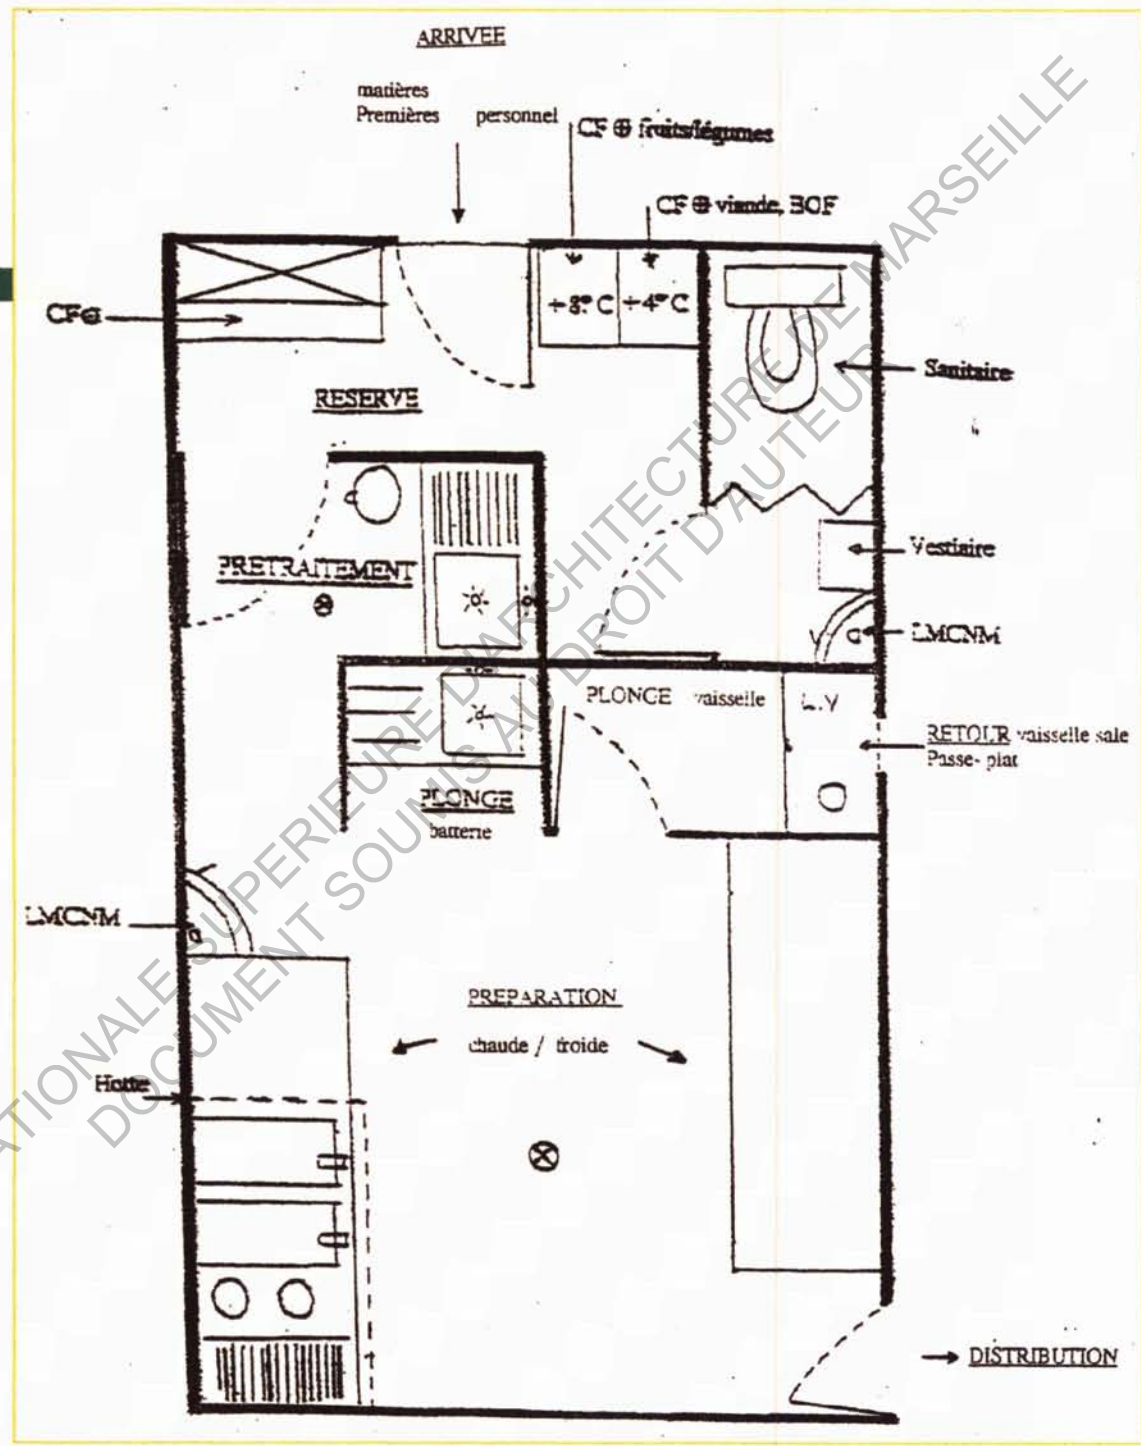 ARRIVEE
matières
Premières personnel
CF ⊕ fruits/légumes
CF ⊕ viande, BOF
+8° C +4° C
CF⊖
RESERVE
Sanitaire
PRETRAITEMENT
Vestiaire
LMCNM
PLONGE vaisselle L.V
RETOUR vaisselle sale
Passe-plat
PLONGE
batterie
LMCNM
PREPARATION
chaude / froide
Hotte
DISTRIBUTION
ATIONALE SUPERIEURE D'ARCHITECTURE DE MARSEILLE
DOCUMENT SOUMIS AU DROIT D'AUTEUR